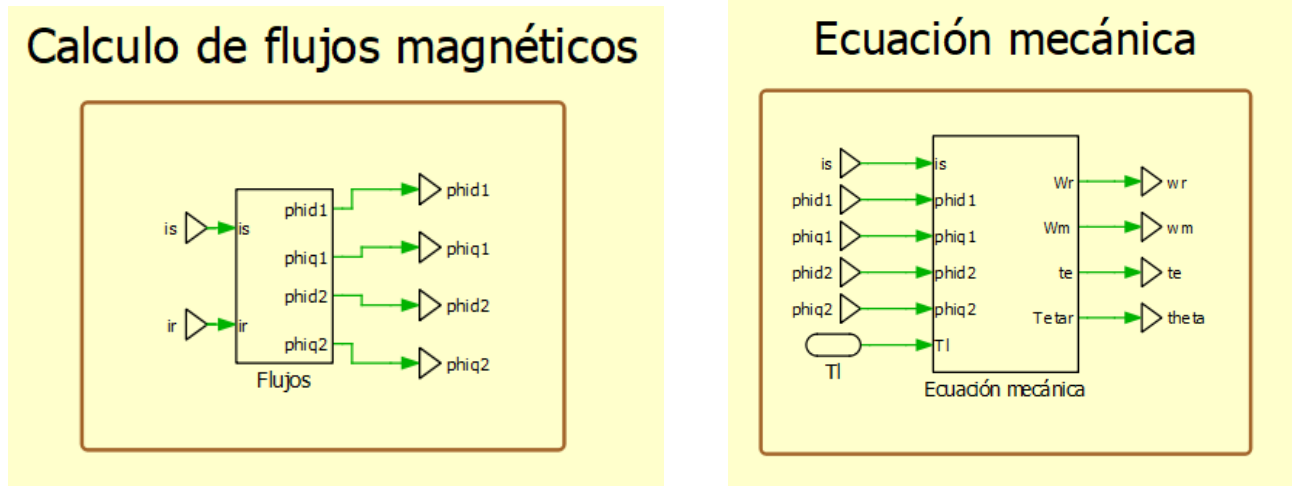 Calculo de flujos magnéticos
is
is
ir
ir
phid1
phiq1
phid2
phiq2
phid1
phiq1
phid2
phiq2
Flujos
Ecuación mecánica
is
phid1
phiq1
phid2
phiq2
Tl
is
phid1
phiq1
phid2
phiq2
Tl
Wr
Wm
te
Tetar
wr
wm
te
theta
Ecuación mecánica